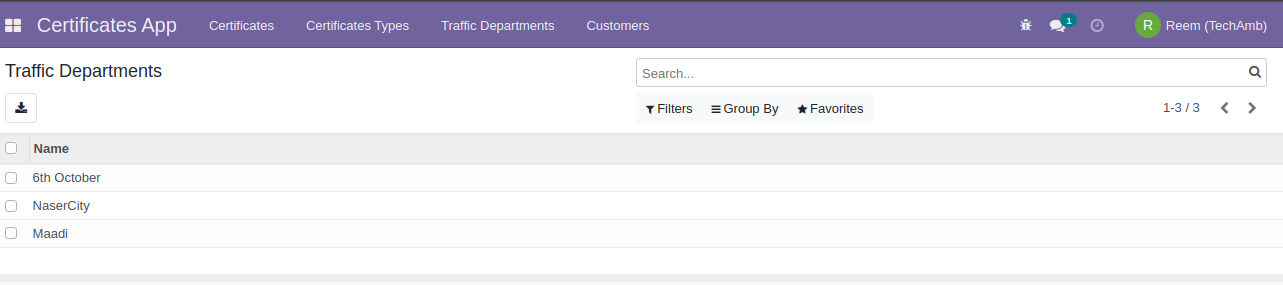 Certificates App Certificates Certificates Types Traffic Departments Customers 1 R Reem (TechAmb)
Traffic Departments
Search...
Filters Group By Favorites 1-3 / 3
Name
6th October
NaserCity
Maadi